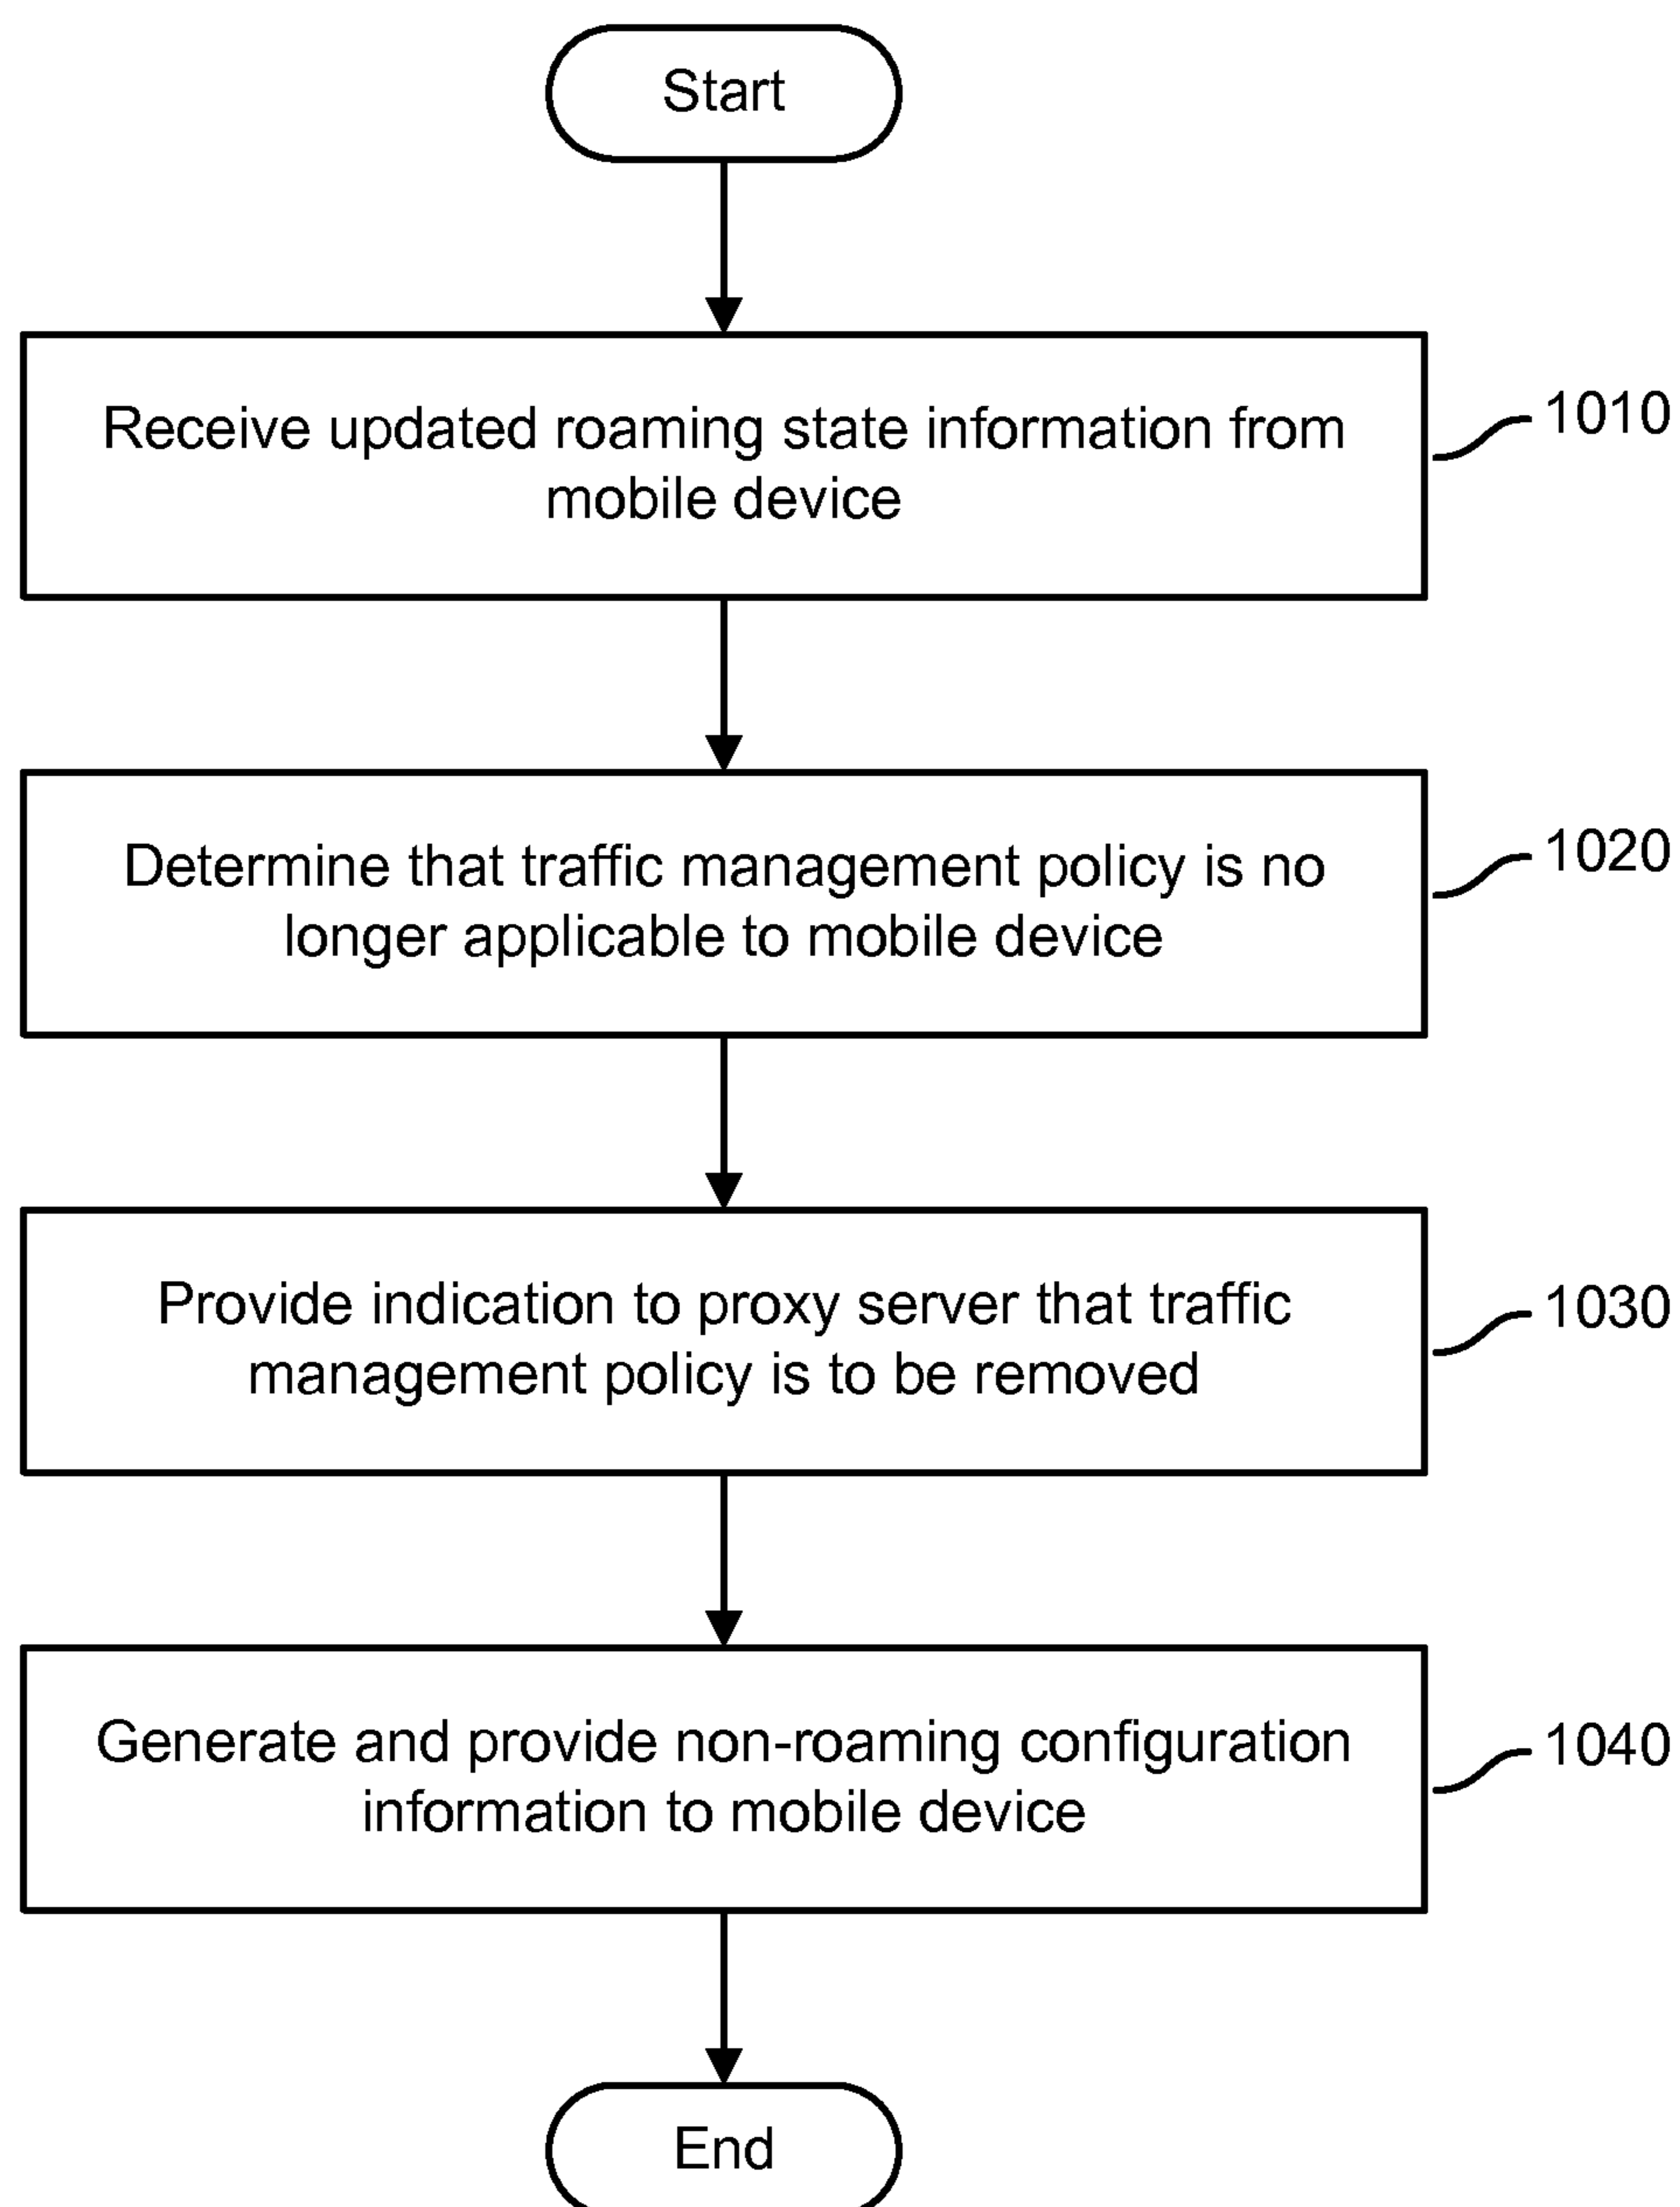 Start
Receive updated roaming state information from
mobile device
1010
Determine that traffic management policy is no
longer applicable to mobile device
1020
Provide indication to proxy server that traffic
management policy is to be removed
1030
Generate and provide non-roaming configuration
information to mobile device
1040
End